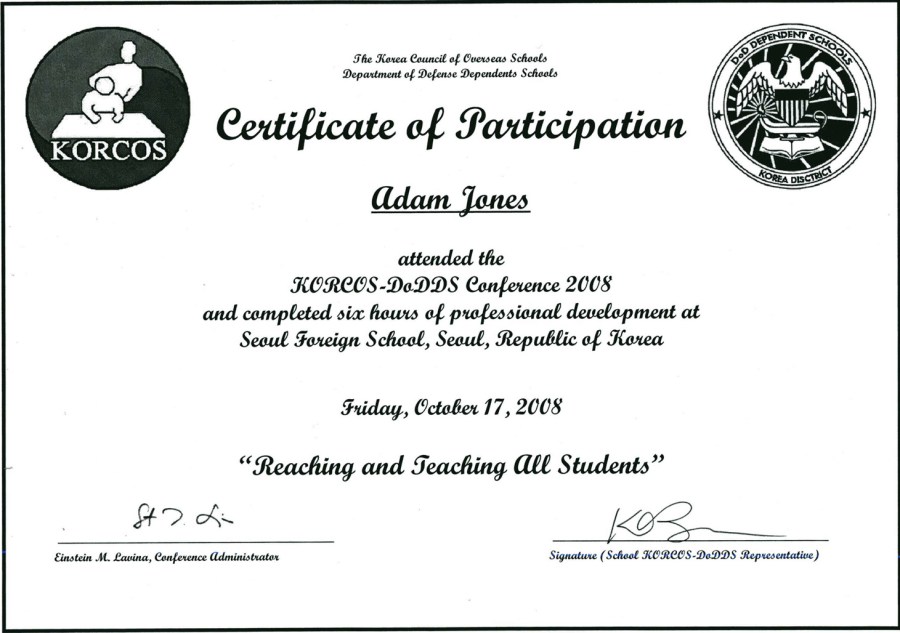 The Korea Council of Overseas Schools
Department of Defense Dependents Schools
KORCOS
DoD DEPENDENT SCHOOLS
KOREA DISCTRICT
Certificate of Participation
Adam Jones
attended the
KORCOS-DoDDS Conference 2008
and completed six hours of professional development at
Seoul Foreign School, Seoul, Republic of Korea
Friday, October 17, 2008
“Reaching and Teaching All Students”
Einstein M. Lavina, Conference Administrator
Signature (School KORCOS-DoDDS Representative)